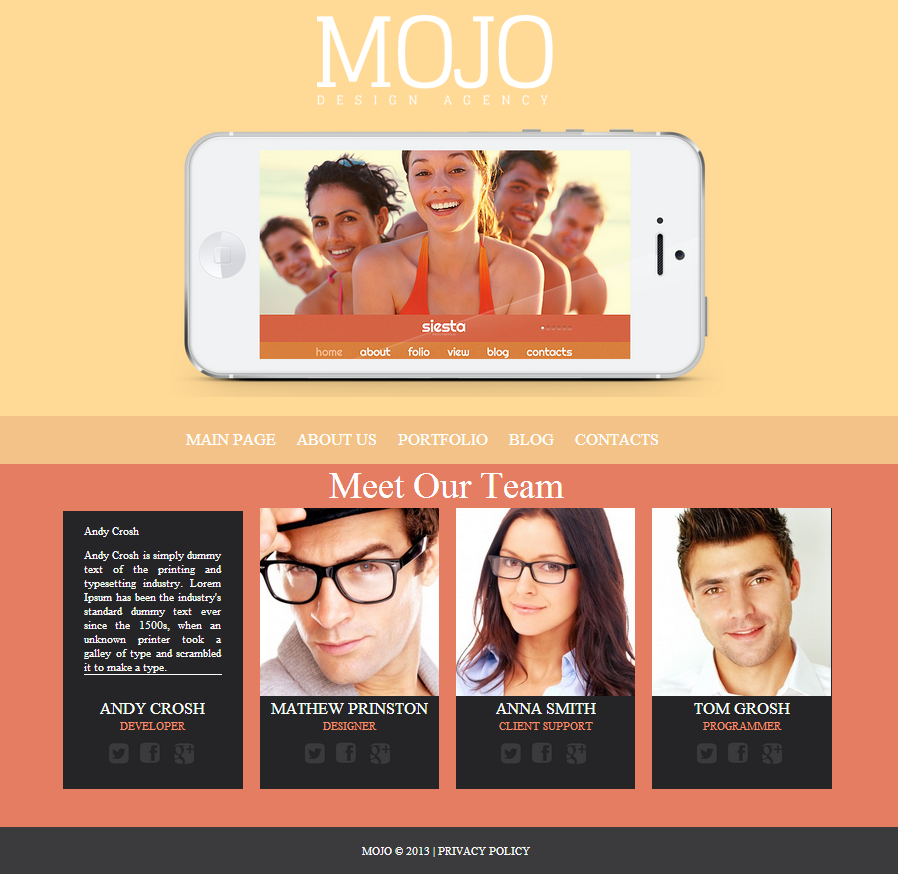 MOJO
DESIGN AGENCY
siesta
home about folio view blog contacts
MAIN PAGE ABOUT US PORTFOLIO BLOG CONTACTS
Meet Our Team
Andy Crosh
Andy Crosh is simply dummy
text of the printing and
typesetting industry. Lorem
Ipsum has been the industry's
standard dummy text ever
since the 1500s, when an
unknown printer took a
galley of type and scrambled
it to make a type.
ANDY CROSH
DEVELOPER
MATHEW PRINSTON
DESIGNER
ANNA SMITH
CLIENT SUPPORT
TOM GROSH
PROGRAMMER
MOJO © 2013 | PRIVACY POLICY